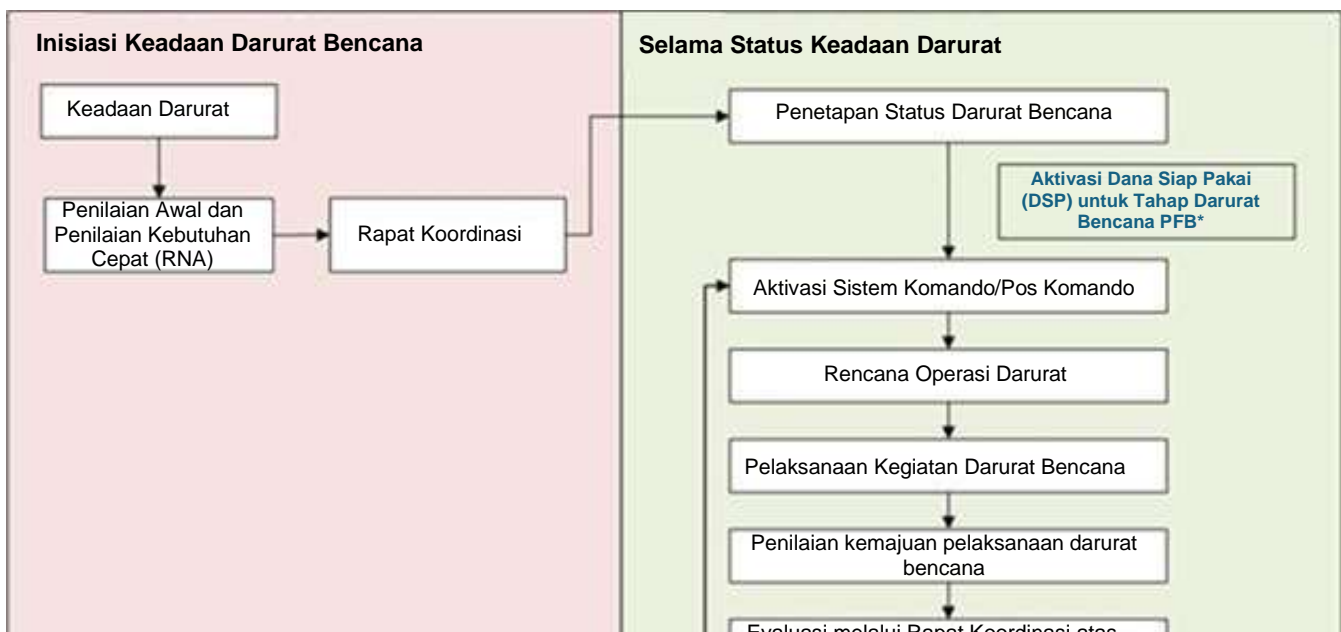 Inisiasi Keadaan Darurat Bencana
Keadaan Darurat
Penilaian Awal dan
Penilaian Kebutuhan
Cepat (RNA)
Rapat Koordinasi
Selama Status Keadaan Darurat
Penetapan Status Darurat Bencana
Aktivasi Dana Siap Pakai
(DSP) untuk Tahap Darurat
Bencana PFB*
Aktivasi Sistem Komando/Pos Komando
Rencana Operasi Darurat
Pelaksanaan Kegiatan Darurat Bencana
Penilaian kemajuan pelaksanaan darurat
bencana
Evaluasi melalui Rapat Koordinasi atas